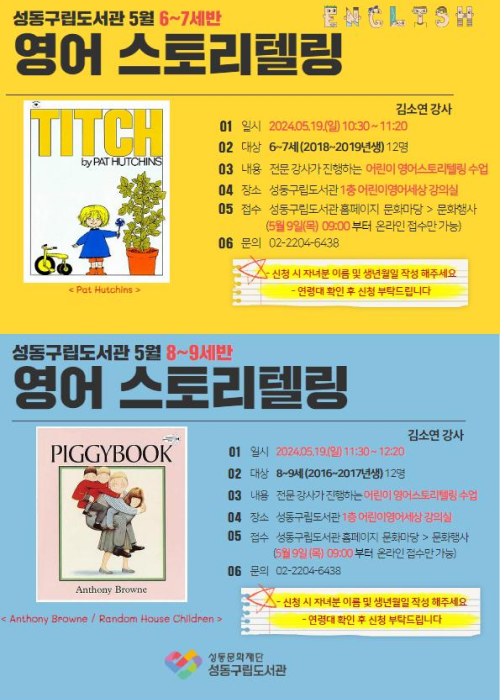 성동구립도서관 5월 6~7세반
ENGLISH
영어 스토리텔링
김소연 강사
TITCH
by PAT HUTCHINS
< Pat Hutchins >
01 일시 2024.05.19.(일) 10:30 ~ 11:20
02 대상 6~7세 (2018~2019년생) 12명
03 내용 전문 강사가 진행하는 어린이 영어스토리텔링 수업
04 장소 성동구립도서관 1층 어린이영어세상 강의실
05 접수 성동구립도서관 홈페이지 문화마당 > 문화행사
(5월 9일(목) 09:00 부터 온라인 접수만 가능)
06 문의 02-2204-6438
- 신청 시 자녀분 이름 및 생년월일 작성 해주세요
- 연령대 확인 후 신청 부탁드립니다
성동구립도서관 5월 8~9세반
영어 스토리텔링
김소연 강사
PIGGYBOOK
Anthony Browne
< Anthony Browne / Random House Children >
01 일시 2024.05.19.(일) 11:30 ~ 12:20
02 대상 8~9세 (2016~2017년생) 12명
03 내용 전문 강사가 진행하는 어린이 영어스토리텔링 수업
04 장소 성동구립도서관 1층 어린이영어세상 강의실
05 접수 성동구립도서관 홈페이지 문화마당 > 문화행사
(5월 9일 (목) 09:00 부터 온라인 접수만 가능)
06 문의 02-2204-6438
- 신청 시 자녀분 이름 및 생년월일 작성 해주세요
- 연령대 확인 후 신청 부탁드립니다
성동문화재단
성동구립도서관